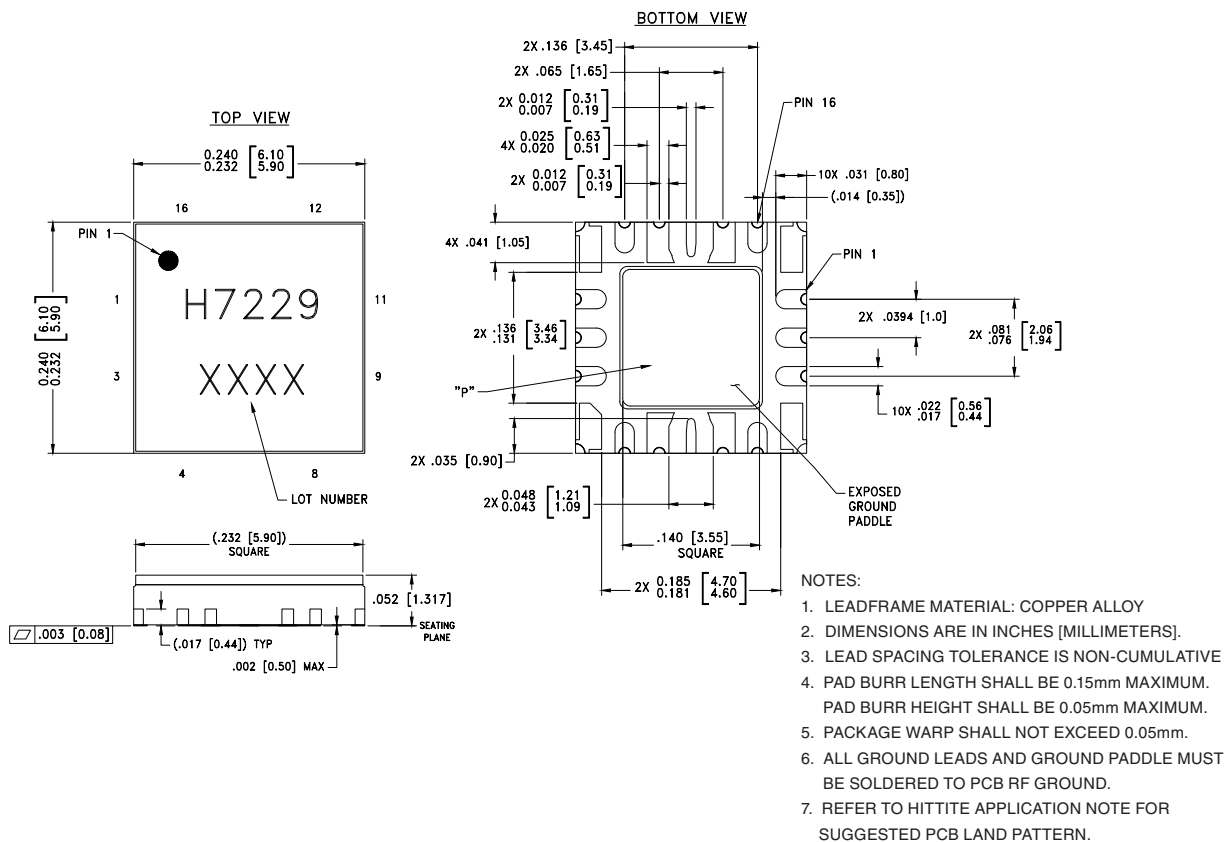 BOTTOM VIEW
2X .136 [3.45]
2X .065 [1.65]
2X 0.012 0.007 [0.31 0.19]
4X 0.025 0.020 [0.63 0.51]
2X 0.012 0.007 [0.31 0.19]
PIN 16
10X .031 [0.80]
(.014 [0.35])
4X .041 [1.05]
PIN 1
2X .0394 [1.0]
2X .081 .076 [2.06 1.94]
2X .136 .131 [3.46 3.34]
"P"
10X .022 .017 [0.56 0.44]
2X .035 [0.90]
2X 0.048 0.043 [1.21 1.09]
EXPOSED
GROUND
PADDLE
.140 [3.55]
SQUARE
2X 0.185 0.181 [4.70 4.60]
TOP VIEW
0.240 0.232 [6.10 5.90]
16
12
PIN 1
H7229
XXXX
1
11
3
9
0.240 0.232 [6.10 5.90]
4
8
LOT NUMBER
(.232 [5.90])
SQUARE
.052 [1.317]
SEATING
PLANE
.003 [0.08]
(.017 [0.44]) TYP
.002 [0.50] MAX
NOTES:
1. LEADFRAME MATERIAL: COPPER ALLOY
2. DIMENSIONS ARE IN INCHES [MILLIMETERS].
3. LEAD SPACING TOLERANCE IS NON-CUMULATIVE
4. PAD BURR LENGTH SHALL BE 0.15mm MAXIMUM.
PAD BURR HEIGHT SHALL BE 0.05mm MAXIMUM.
5. PACKAGE WARP SHALL NOT EXCEED 0.05mm.
6. ALL GROUND LEADS AND GROUND PADDLE MUST
BE SOLDERED TO PCB RF GROUND.
7. REFER TO HITTITE APPLICATION NOTE FOR
SUGGESTED PCB LAND PATTERN.